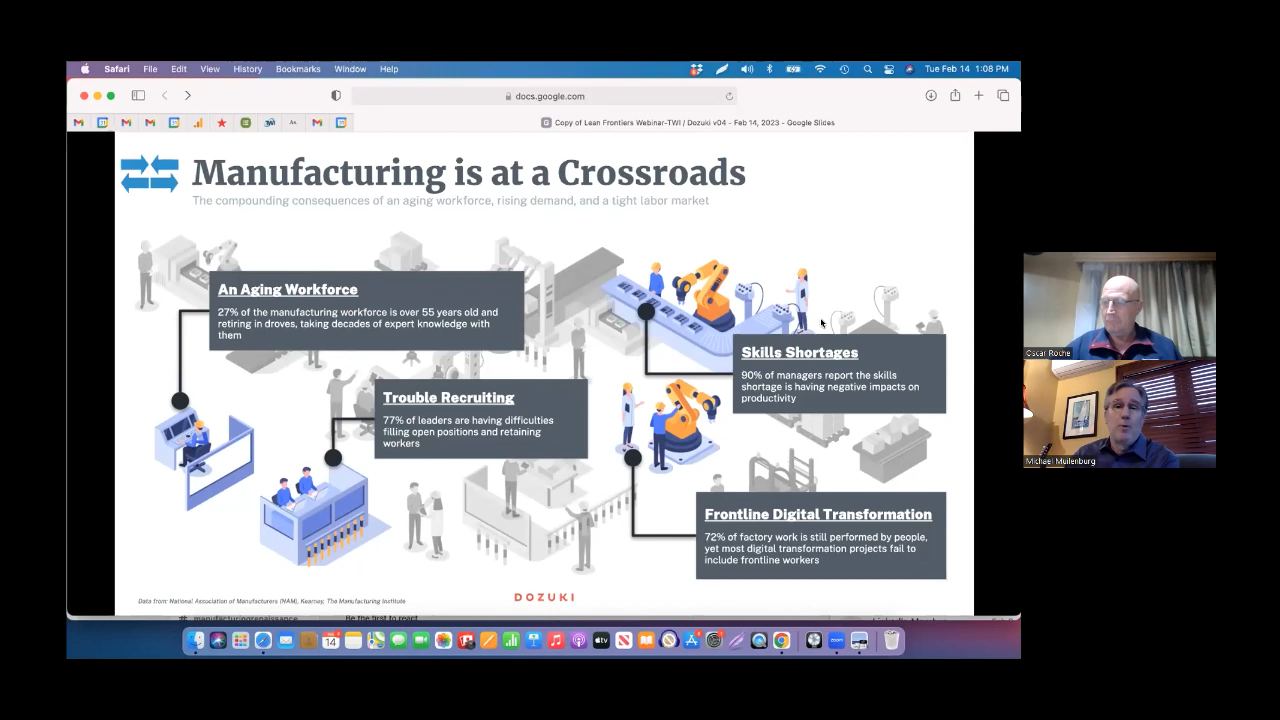 Safari File Edit View History Bookmarks Window Help
Tue Feb 14 1:08 PM
docs.google.com
Copy of Lean Frontiers Webinar-TWI / Dozuki v04 - Feb 14, 2023 - Google Slides
Manufacturing is at a Crossroads
The compounding consequences of an aging workforce, rising demand, and a tight labor market
An Aging Workforce
27% of the manufacturing workforce is over 55 years old and
retiring in droves, taking decades of expert knowledge with
them
Trouble Recruiting
77% of leaders are having difficulties
filling open positions and retaining
workers
Skills Shortages
90% of managers report the skills
shortage is having negative impacts on
productivity
Frontline Digital Transformation
72% of factory work is still performed by people,
yet most digital transformation projects fail to
include frontline workers
Data from: National Association of Manufacturers (NAM), Kearney, The Manufacturing Institute
DOZUKI
# manufacturingrenaissance
Be the first to react
Oscar Roche
Michael Muilenburg